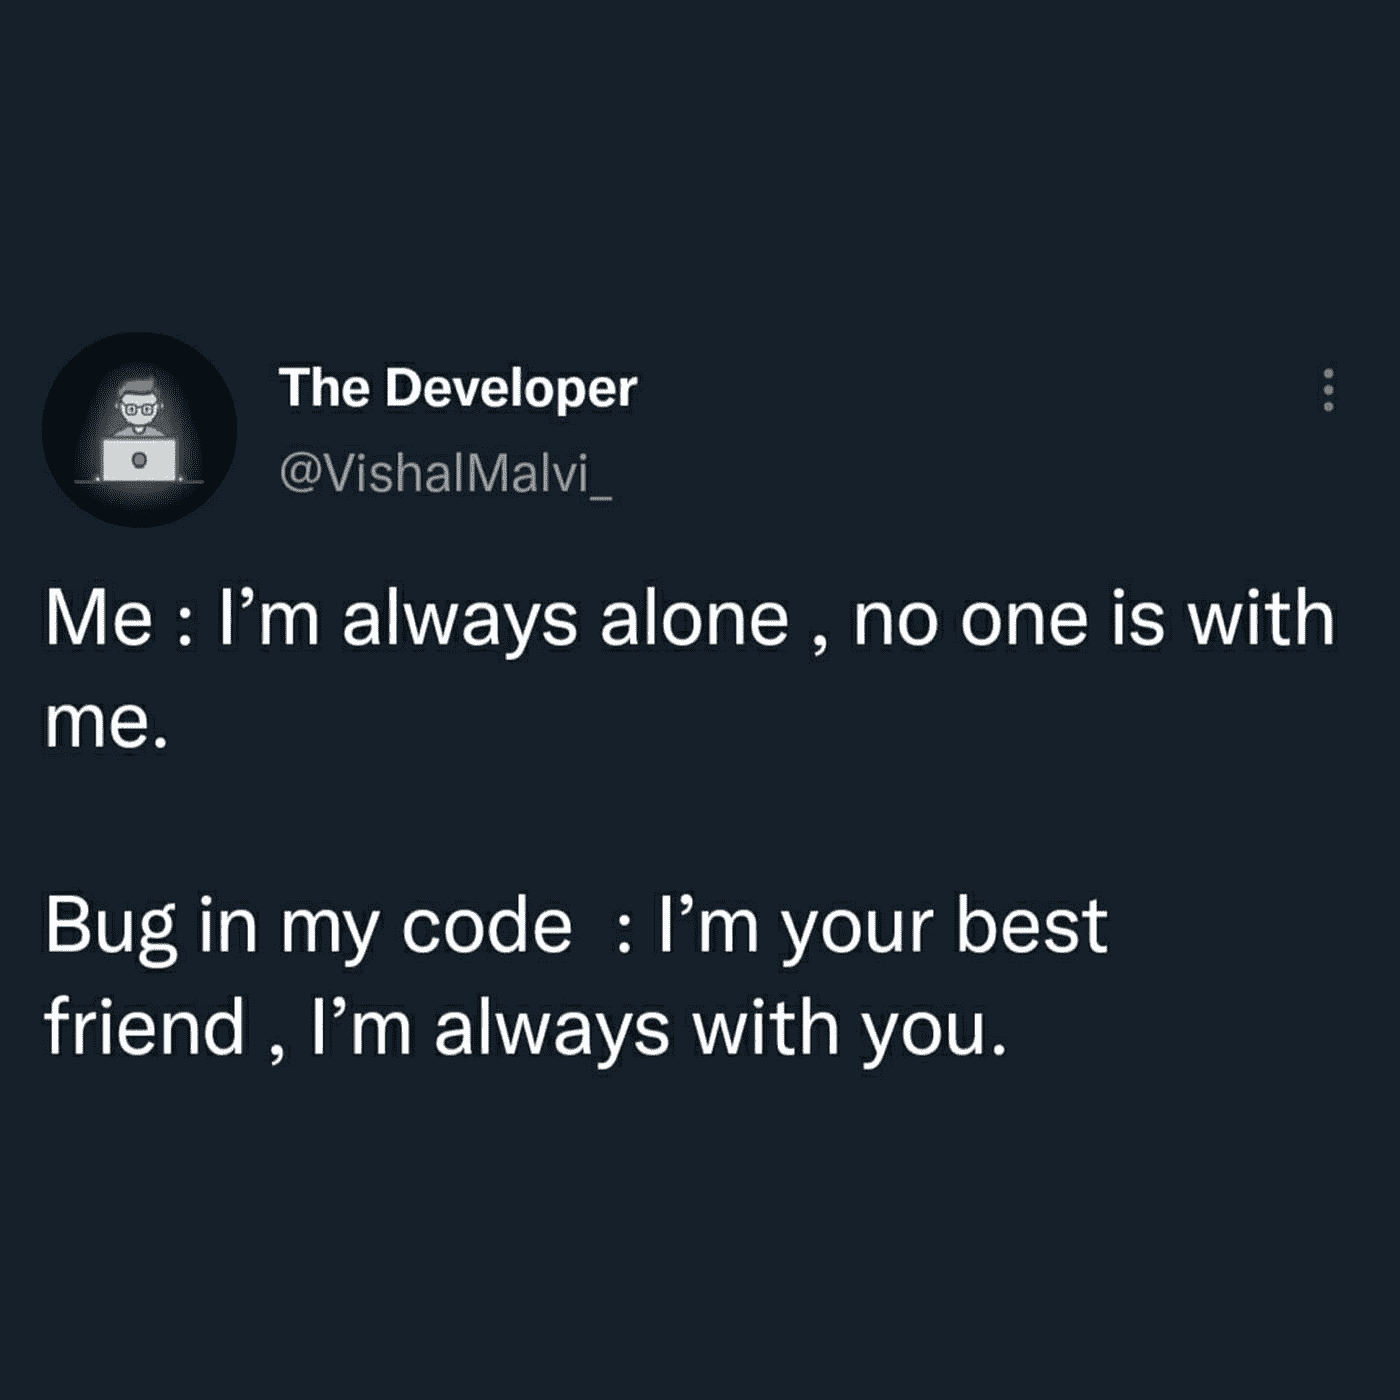 The Developer
@VishalMalvi_
Me : I’m always alone , no one is with
me.
Bug in my code  : I’m your best
friend , I’m always with you.